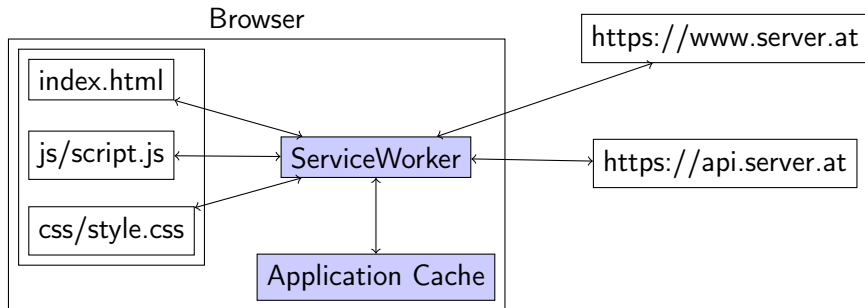 Browser
https://www.server.at
index.html
js/script.js
ServiceWorker
https://api.server.at
css/style.css
Application Cache